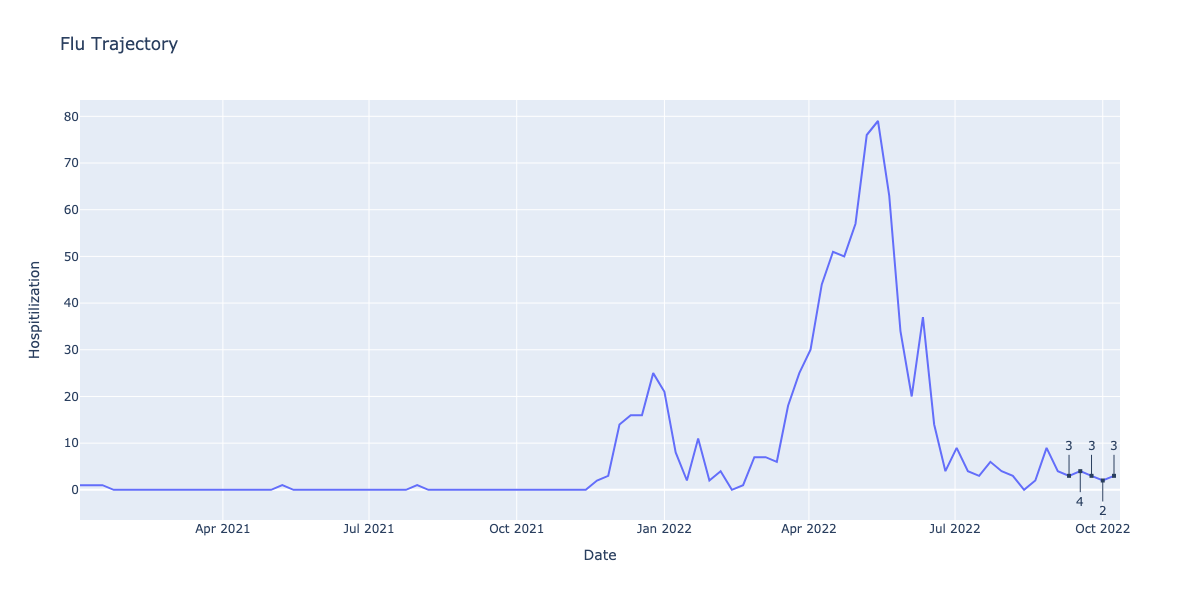 Flu Trajectory
80
70
60
50
40
30
20
10
0
Hospitilization
3
3
3
4
2
Apr 2021
Jul 2021
Oct 2021
Jan 2022
Apr 2022
Jul 2022
Oct 2022
Date